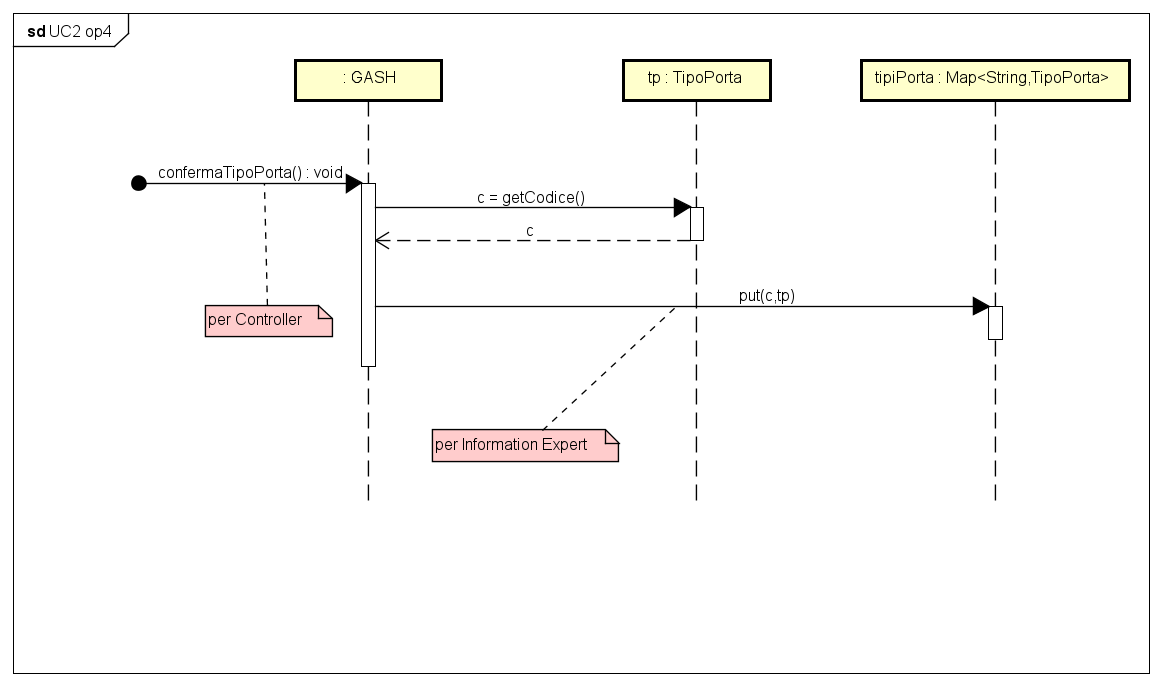 sd UC2 op4
: GASH
tp : TipoPorta
tipiPorta : Map<String,TipoPorta>
confermaTipoPorta() : void
c = getCodice()
c
put(c,tp)
per Controller
per Information Expert